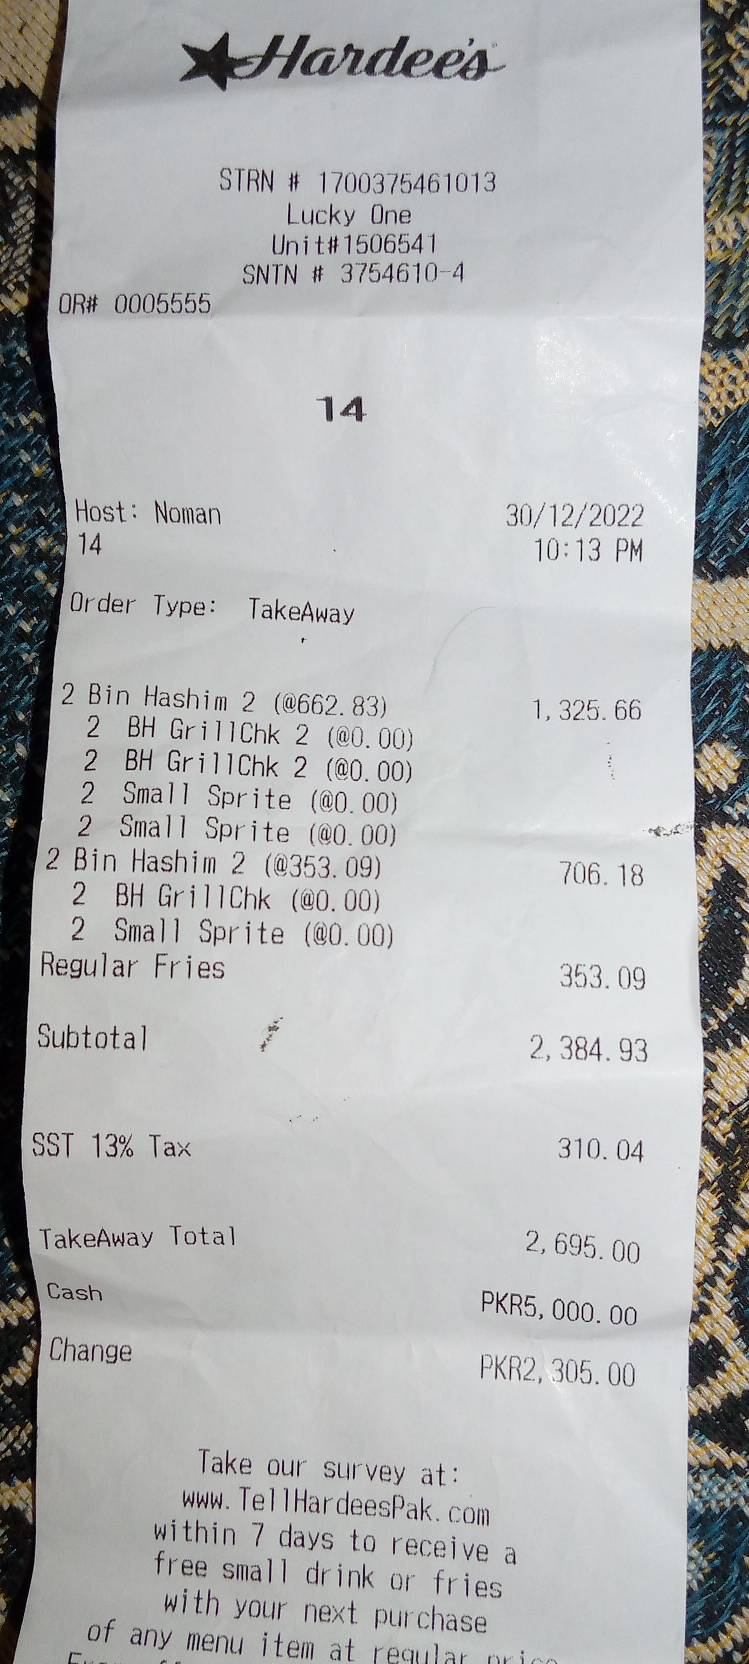 Hardee's
STRN # 1700375461013
Lucky One
Unit#1506541
SNTN # 3754610-4
OR# 0005555
14
Host: Noman 30/12/2022
14 10:13 PM
Order Type: TakeAway
2 Bin Hashim 2 (@662.83) 1,325.66
2 BH GrillChk 2 (@0.00)
2 BH GrillChk 2 (@0.00)
2 Small Sprite (@0.00)
2 Small Sprite (@0.00)
2 Bin Hashim 2 (@353.09) 706.18
2 BH GrillChk (@0.00)
2 Small Sprite (@0.00)
Regular Fries 353.09
Subtotal 2,384.93
SST 13% Tax 310.04
TakeAway Total 2,695.00
Cash PKR5,000.00
Change PKR2,305.00
Take our survey at:
www.TellHardeesPak.com
within 7 days to receive a
free small drink or fries
with your next purchase
of any menu item at regular price